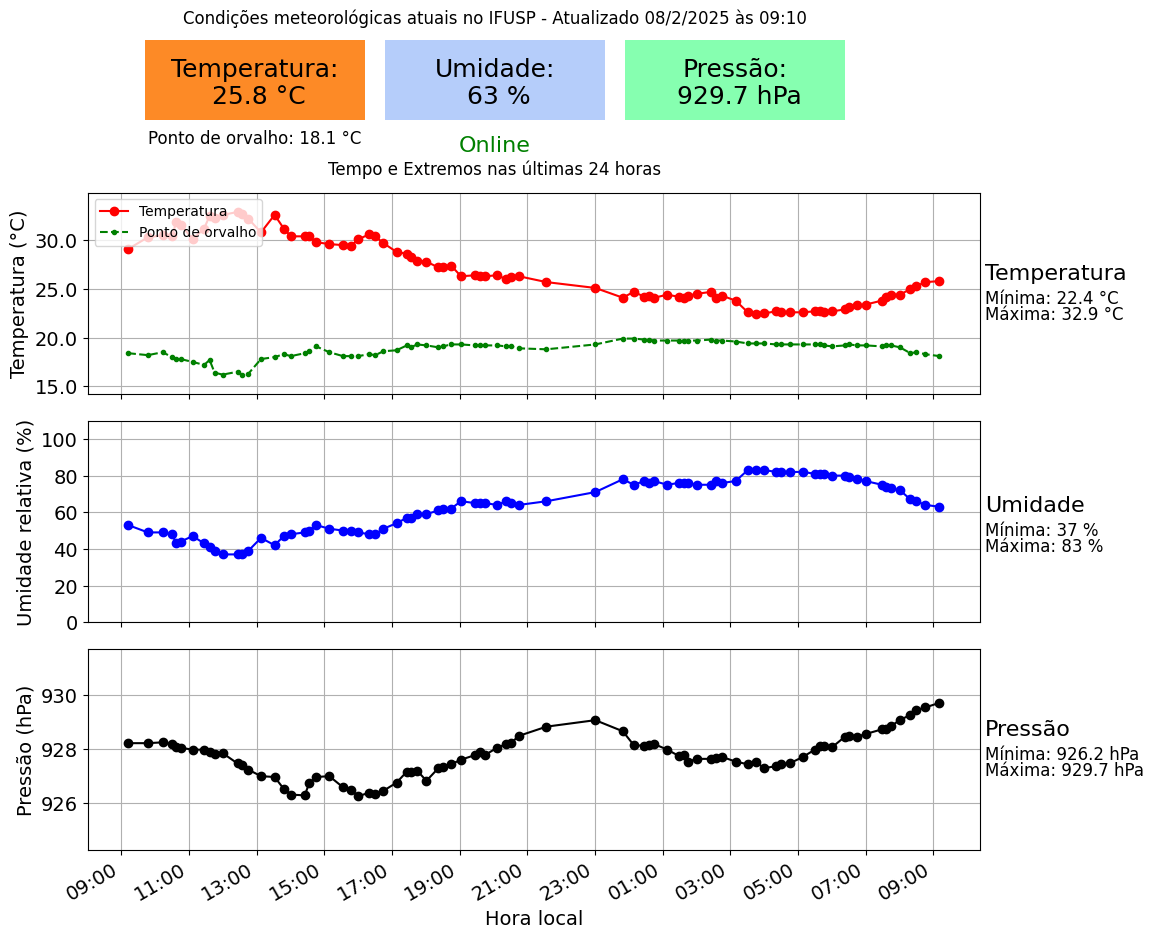 Condições meteorológicas atuais no IFUSP - Atualizado 08/2/2025 às 09:10
Temperatura:
25.8 °C
Umidade:
63 %
Pressão:
929.7 hPa
Ponto de orvalho: 18.1 °C
Online
Tempo e Extremos nas últimas 24 horas
Temperatura
Ponto de orvalho
Temperatura (°C)
30.0
25.0
20.0
15.0
Temperatura
Mínima: 22.4 °C
Máxima: 32.9 °C
Umidade relativa (%)
100
80
60
40
20
0
Umidade
Mínima: 37 %
Máxima: 83 %
Pressão (hPa)
930
928
926
Pressão
Mínima: 926.2 hPa
Máxima: 929.7 hPa
09:00 11:00 13:00 15:00 17:00 19:00 21:00 23:00 01:00 03:00 05:00 07:00 09:00
Hora local